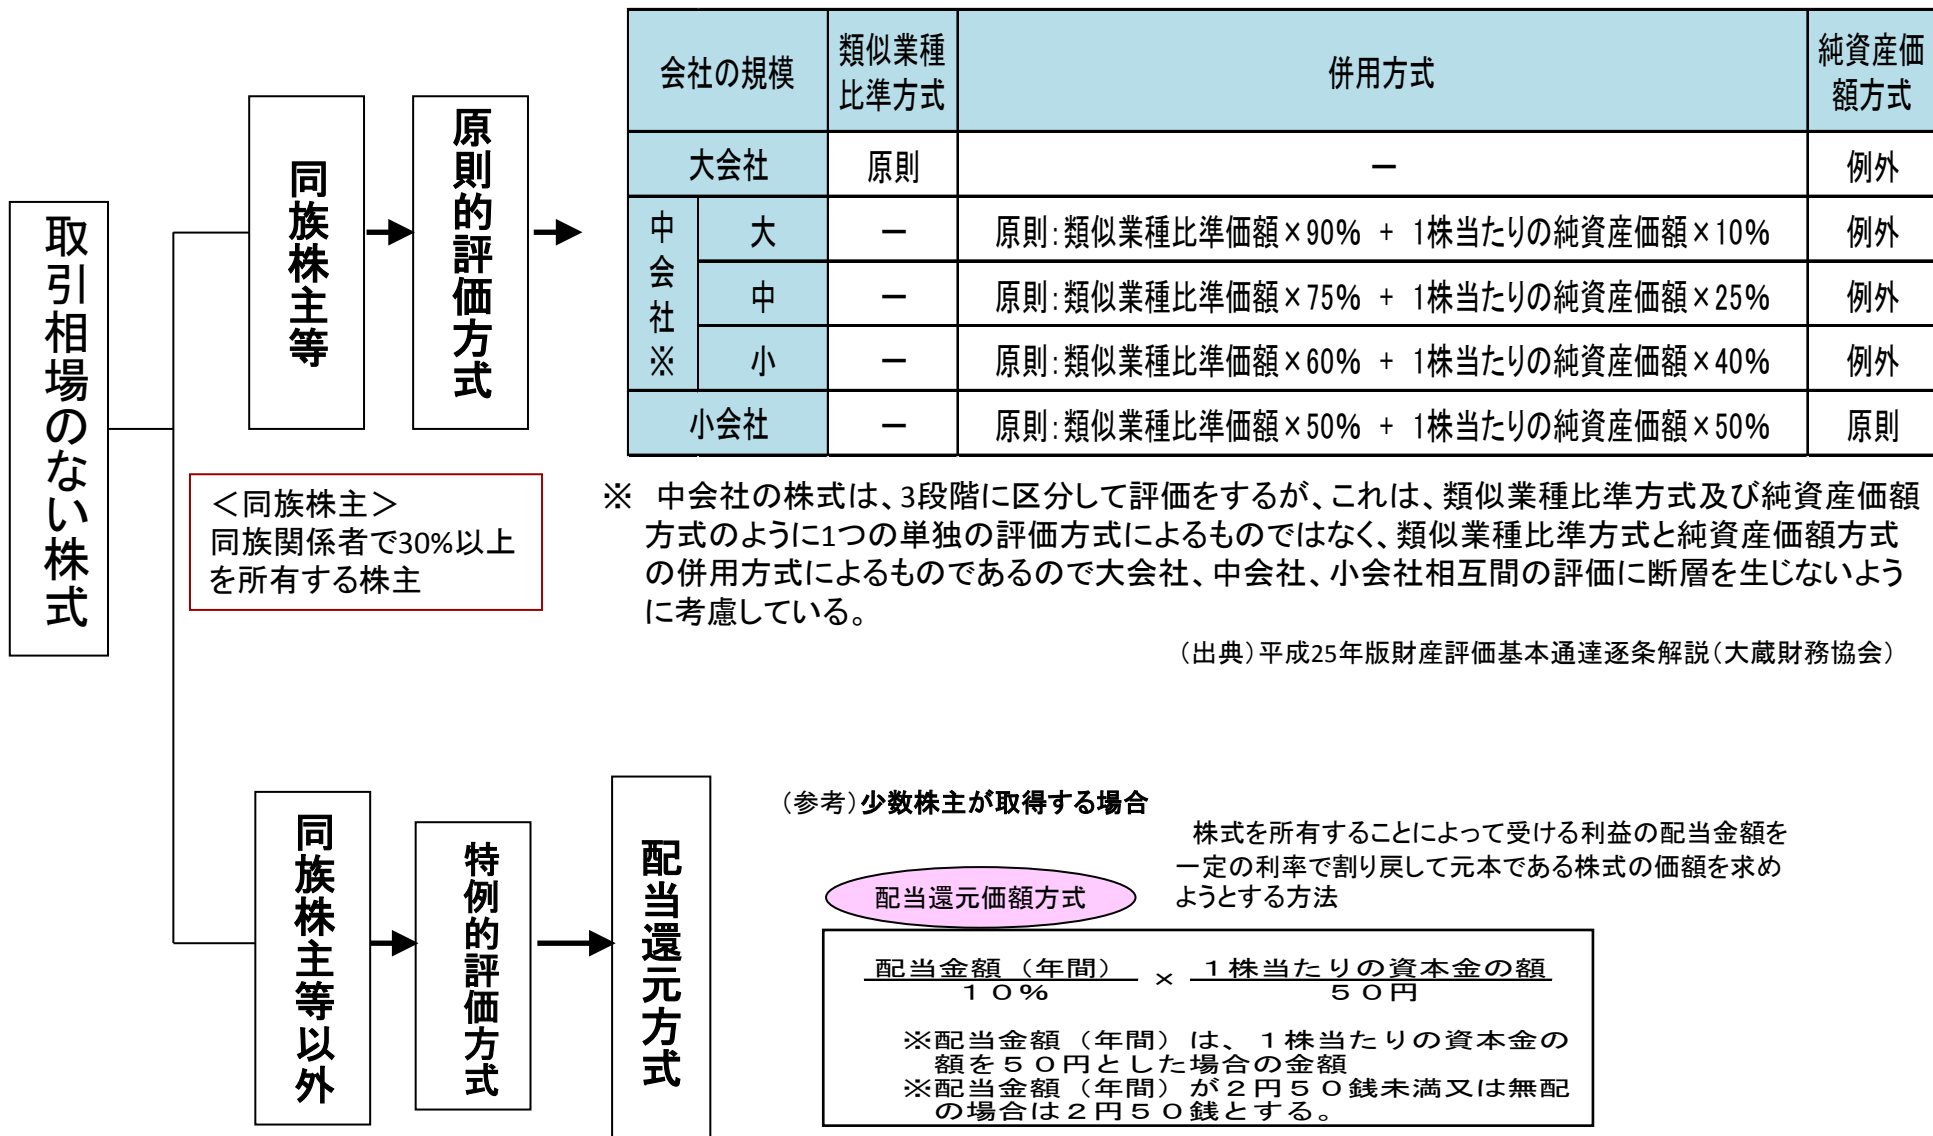 取引相場のない株式
同族株主等
原則的評価方式
会社の規模
類似業種
比準方式
併用方式
純資産価
額方式
大会社 原則 － 例外
中会社※
大 － 原則:類似業種比準価額×90% + 1株当たりの純資産価額×10% 例外
中 － 原則:類似業種比準価額×75% + 1株当たりの純資産価額×25% 例外
小 － 原則:類似業種比準価額×60% + 1株当たりの純資産価額×40% 例外
小会社 － 原則:類似業種比準価額×50% + 1株当たりの純資産価額×50% 原則
＜同族株主＞
同族関係者で30%以上
を所有する株主
※ 中会社の株式は、3段階に区分して評価をするが、これは、類似業種比準方式及び純資産価額
方式のように1つの単独の評価方式によるものではなく、類似業種比準方式と純資産価額方式
の併用方式によるものであるので大会社、中会社、小会社相互間の評価に断層を生じないよう
に考慮している。
（出典）平成25年版財産評価基本通達逐条解説（大蔵財務協会）
同族株主等以外
特例的評価方式
配当還元方式
（参考）少数株主が取得する場合
株式を所有することによって受ける利益の配当金額を
一定の利率で割り戻して元本である株式の価額を求め
ようとする方法
配当還元価額方式
配当金額（年間） × １株当たりの資本金の額
１０％ ５０円
※配当金額（年間）は、１株当たりの資本金の
額を５０円とした場合の金額
※配当金額（年間）が２円５０銭未満又は無配
の場合は２円５０銭とする。